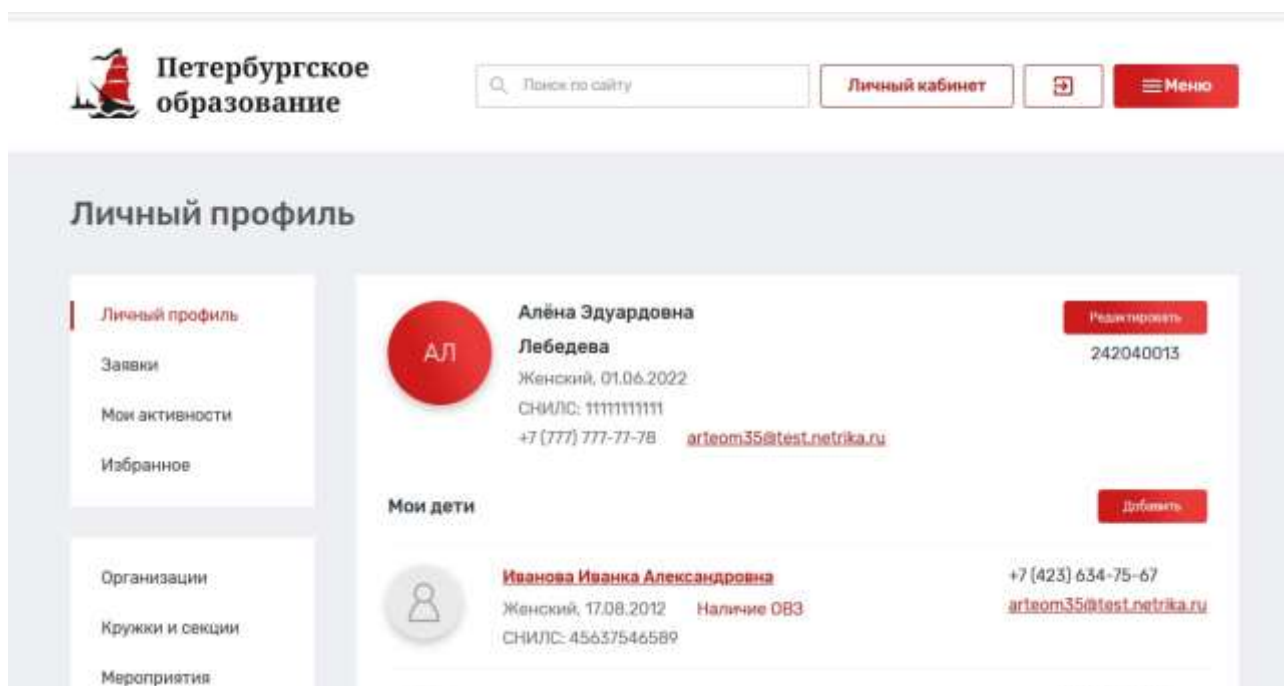 Петербургское
образование
Поиск по сайту
Личный кабинет
Меню
Личный профиль
Личный профиль
Заявки
Мои активности
Избранное
Организации
Кружки и секции
Мероприятия
АЛ
Алёна Эдуардовна
Лебедева
Женский, 01.06.2022
СНИЛС: 11111111111
+7 (777) 777-77-78 arteom35@test.netrika.ru
Редактировать
242040013
Мои дети
Добавить
Иванова Иванка Александровна
Женский, 17.08.2012 Наличие ОВЗ
СНИЛС: 45637546589
+7 (423) 634-75-67
arteom35@test.netrika.ru